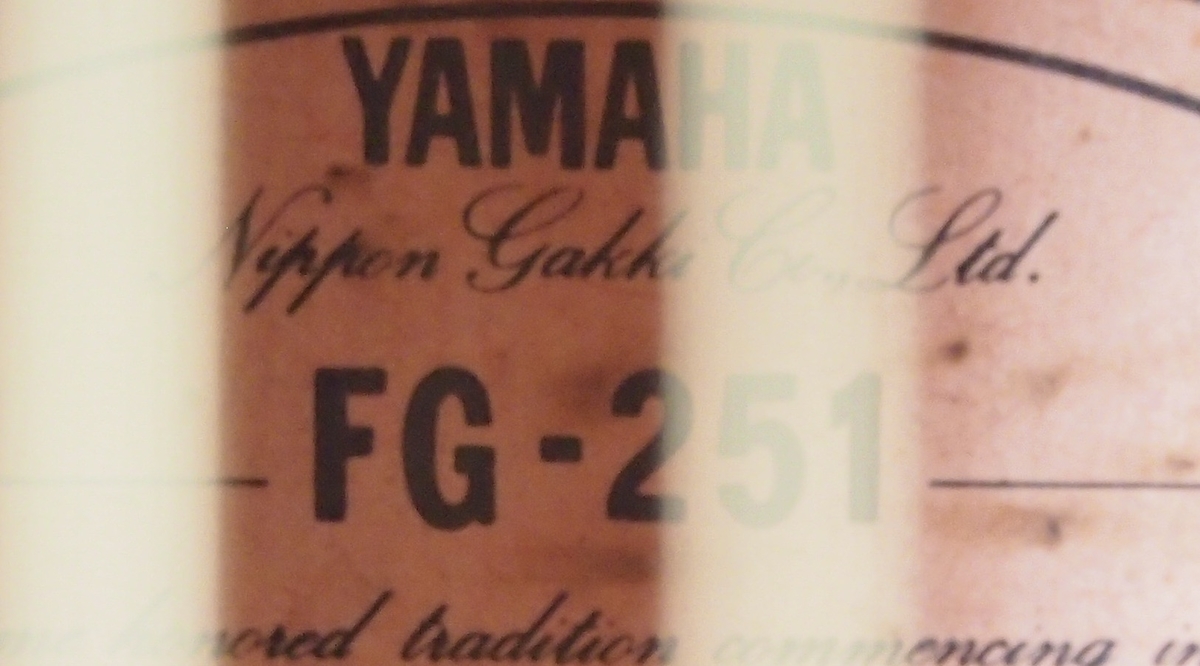 YAMAHA
Nippon Gakki Co., Ltd.
FG-251
honored tradition commencing in